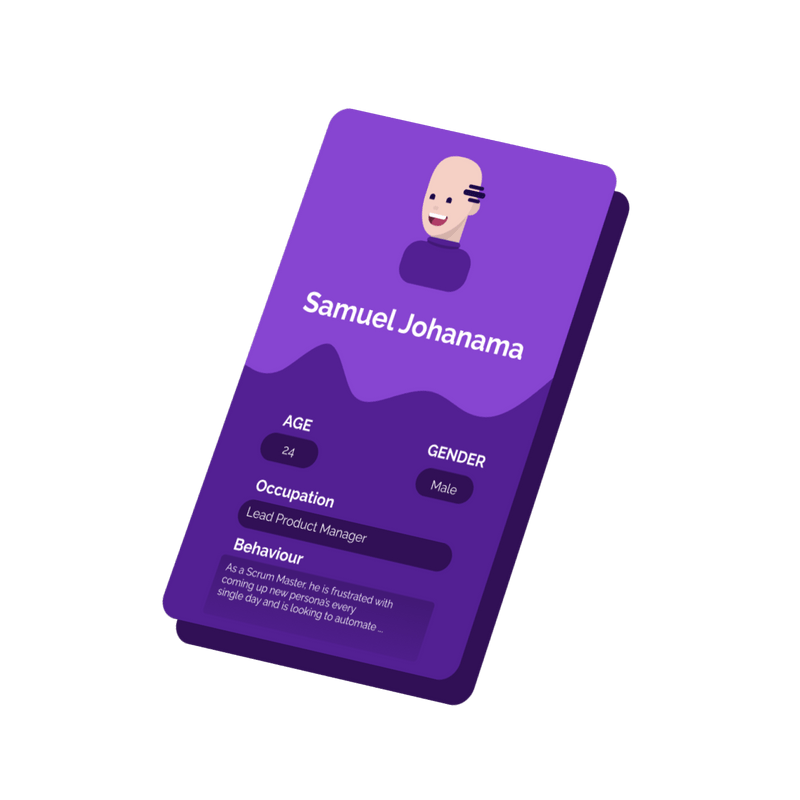 Samuel Johanama
AGE
24
GENDER
Male
Occupation
Lead Product Manager
Behaviour
As a Scrum Master, he is frustrated with
coming up new persona's every
single day and is looking to automate ...